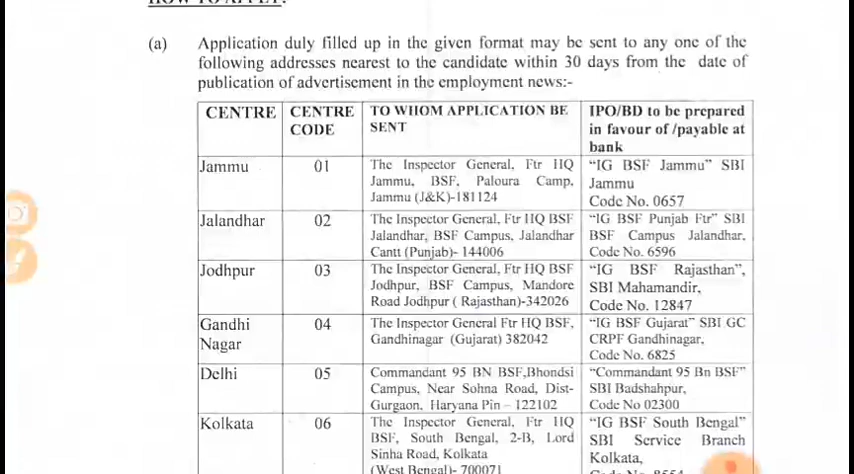 HOW TO APPLY:
(a) Application duly filled up in the given format may be sent to any one of the
following addresses nearest to the candidate within 30 days from the date of
publication of advertisement in the employment news:-
CENTRE
CENTRE
CODE
TO WHOM APPLICATION BE
SENT
IPO/BD to be prepared
in favour of /payable at
bank
Jammu
01
The Inspector General, Ftr HQ
Jammu, BSF, Paloura Camp,
Jammu (J&K)-181124
"IG BSF Jammu" SBI
Jammu
Code No. 0657
Jalandhar
02
The Inspector General, Ftr HQ BSF
Jalandhar, BSF Campus, Jalandhar
Cantt (Punjab)- 144006
"IG BSF Punjab Ftr" SBI
BSF Campus Jalandhar,
Code No. 6596
Jodhpur
03
The Inspector General, Ftr HQ BSF
Jodhpur, BSF Campus, Mandore
Road Jodhpur ( Rajasthan)-342026
"IG BSF Rajasthan",
SBI Mahamandir,
Code No. 12847
Gandhi
Nagar
04
The Inspector General Ftr HQ BSF,
Gandhinagar (Gujarat) 382042
"IG BSF Gujarat" SBI GC
CRPF Gandhinagar,
Code No. 6825
Delhi
05
Commandant 95 BN BSF,Bhondsi
Campus, Near Sohna Road, Dist-
Gurgaon, Haryana Pin – 122102
"Commandant 95 Bn BSF"
SBI Badshahpur,
Code No 02300
Kolkata
06
The Inspector General, Ftr HQ
BSF, South Bengal, 2-B, Lord
Sinha Road, Kolkata
(West Bengal)- 700071
"IG BSF South Bengal"
SBI Service Branch
Kolkata,
Code No. 8554